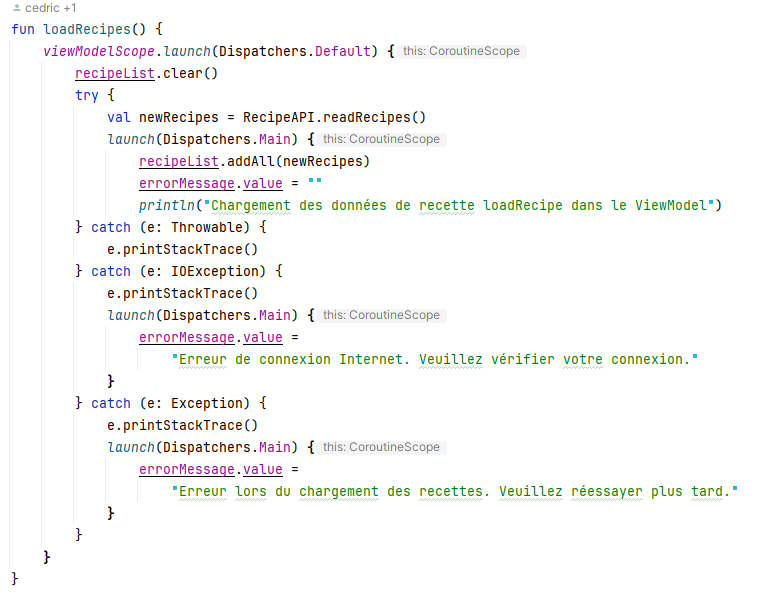 cedric +1
fun loadRecipes() {
    viewModelScope.launch(Dispatchers.Default) { this: CoroutineScope
        recipeList.clear()
        try {
            val newRecipes = RecipeAPI.readRecipes()
            launch(Dispatchers.Main) { this: CoroutineScope
                recipeList.addAll(newRecipes)
                errorMessage.value = ""
                println("Chargement des données de recette loadRecipe dans le ViewModel")
        } catch (e: Throwable) {
            e.printStackTrace()
        } catch (e: IOException) {
            e.printStackTrace()
            launch(Dispatchers.Main) { this: CoroutineScope
                errorMessage.value =
                    "Erreur de connexion Internet. Veuillez vérifier votre connexion."
            }
        } catch (e: Exception) {
            e.printStackTrace()
            launch(Dispatchers.Main) { this: CoroutineScope
                errorMessage.value =
                    "Erreur lors du chargement des recettes. Veuillez réessayer plus tard."
            }
        }
    }
}